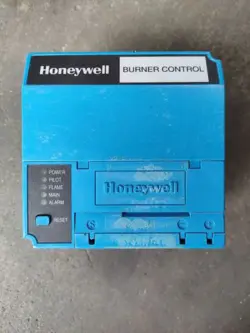 Honeywell
BURNER CONTROL
POWER
PILOT
FLAME
MAIN
ALARM
RESET
Honeywell